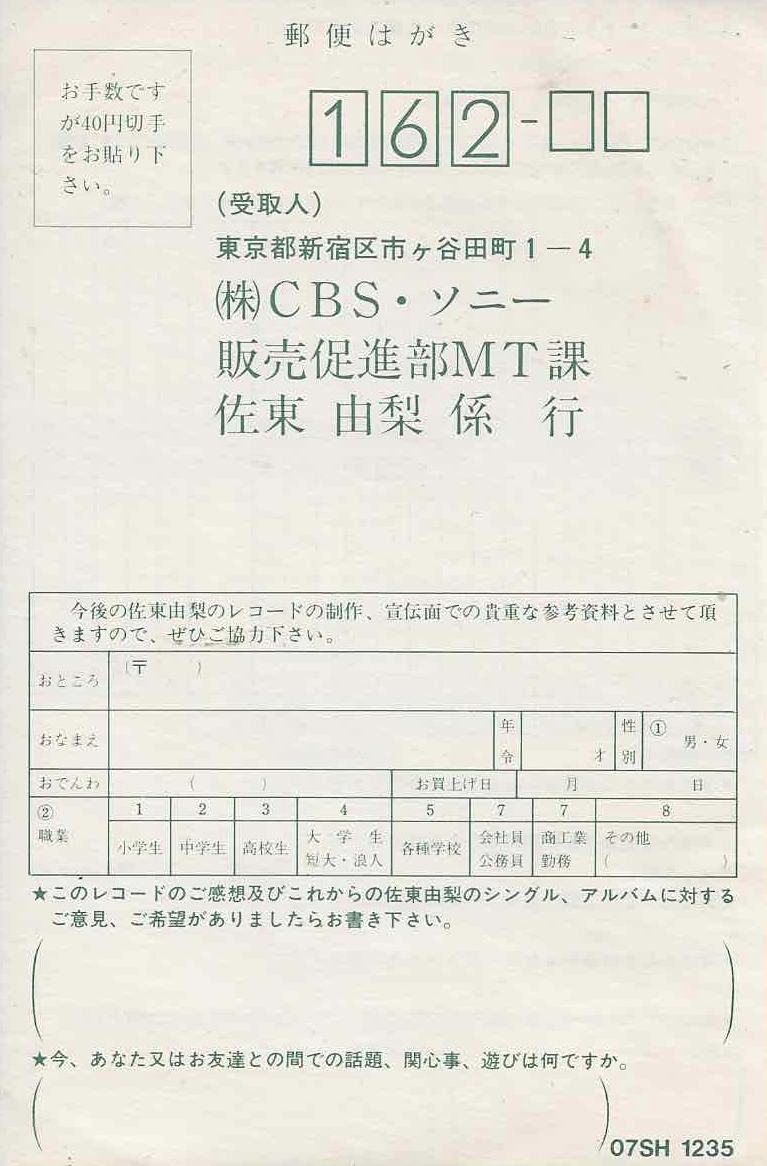 郵便はがき
お手数です
が40円切手
をお貼り下
さい。
162-
(受取人)
東京都新宿区市ヶ谷田町1—4
㈱CBS・ソニー
販売促進部MT課
佐東 由梨 係 行
今後の佐東由梨のレコードの制作、宣伝面での貴重な参考資料とさせて頂
きますので、ぜひご協力下さい。
おところ (〒 )
おなまえ 年令 才 性別 ① 男・女
おでんわ ( ) お買上げ日 月 日
② 職業
1 2 3 4 5 7 7 8
小学生 中学生 高校生 大学生 短大・浪人 各種学校 会社員 公務員 商工業 勤務 その他 ( )
★このレコードのご感想及びこれからの佐東由梨のシングル、アルバムに対する
ご意見、ご希望がありましたらお書き下さい。
★今、あなた又はお友達との間での話題、関心事、遊びは何ですか。
07SH 1235